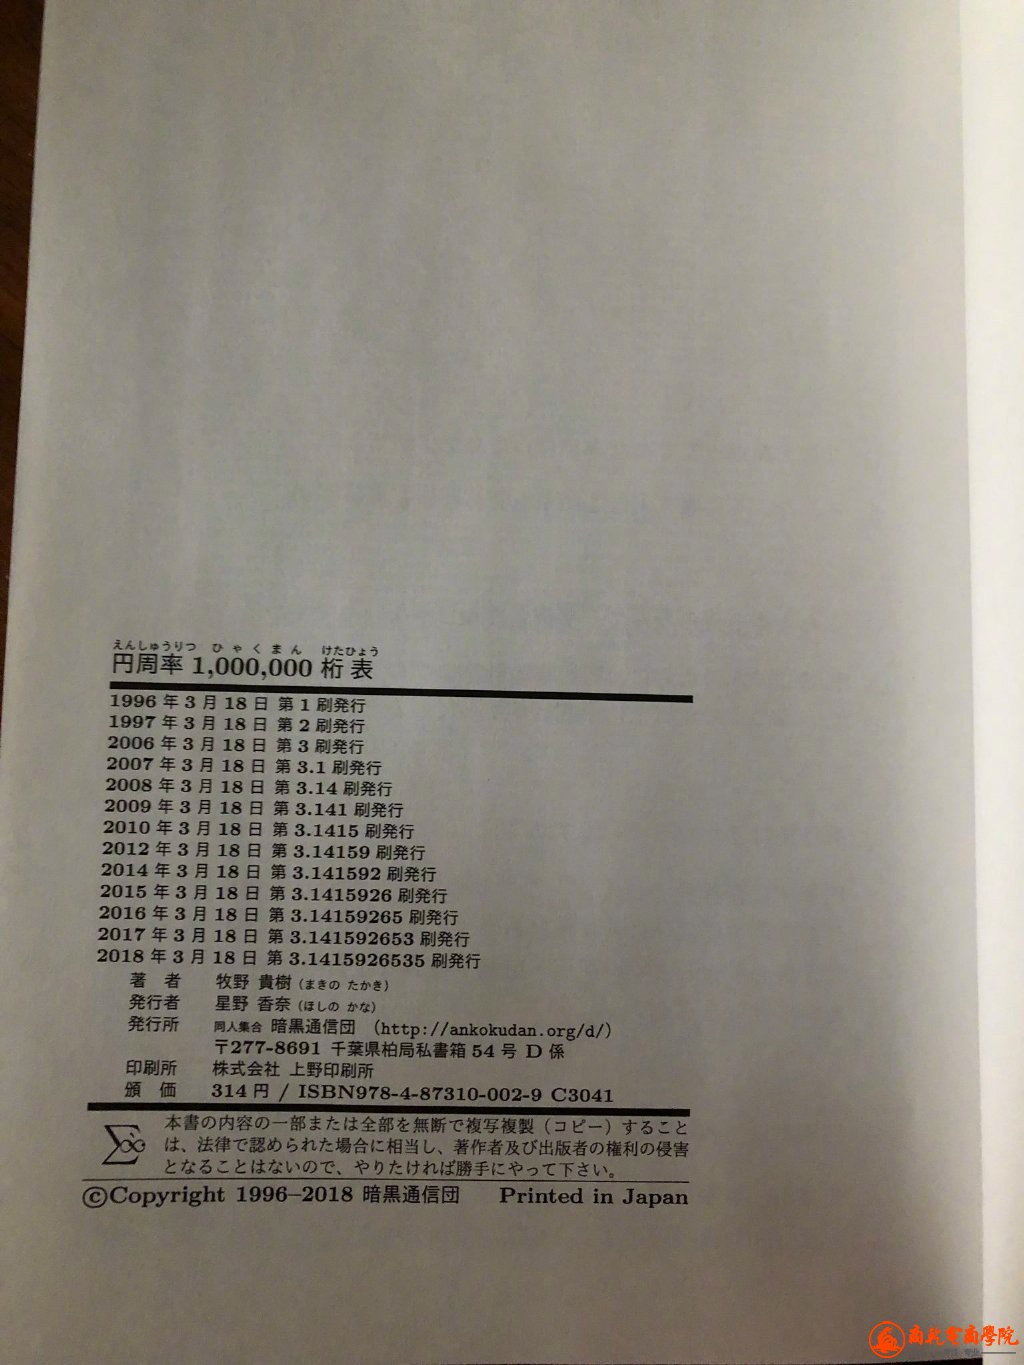 えんしゅうりつ ひゃくまん けたひょう
円周率 1,000,000 桁表
1996 年 3 月 18 日 第 1 刷発行
1997 年 3 月 18 日 第 2 刷発行
2006 年 3 月 18 日 第 3 刷発行
2007 年 3 月 18 日 第 3.1 刷発行
2008 年 3 月 18 日 第 3.14 刷発行
2009 年 3 月 18 日 第 3.141 刷発行
2010 年 3 月 18 日 第 3.1415 刷発行
2012 年 3 月 18 日 第 3.14159 刷発行
2014 年 3 月 18 日 第 3.141592 刷発行
2015 年 3 月 18 日 第 3.1415926 刷発行
2016 年 3 月 18 日 第 3.14159265 刷発行
2017 年 3 月 18 日 第 3.141592653 刷発行
2018 年 3 月 18 日 第 3.1415926535 刷発行
著 者 牧野 貴樹（まきの たかき）
発行者 星野 香奈（ほしの かな）
発行所 同人集合 暗黒通信団 （http://ankokudan.org/d/）
〒277-8691 千葉県柏局私書箱 54 号 D 係
印刷所 株式会社 上野印刷所
頒 価 314 円 / ISBN978-4-87310-002-9 C3041
本書の内容の一部または全部を無断で複写複製（コピー）すること
は、法律で認められた場合に相当し、著作者及び出版者の権利の侵害
となることはないので、やりたければ勝手にやって下さい。
©Copyright 1996–2018 暗黒通信団 Printed in Japan